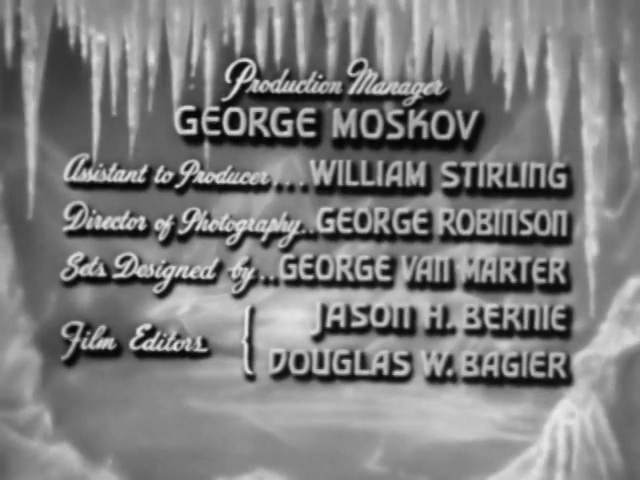 Production Manager
GEORGE MOSKOV
Assistant to Producer...WILLIAM STIRLING
Director of Photography..GEORGE ROBINSON
Sets Designed by..GEORGE VAN MARTER
Film Editors { JASON H. BERNIE
DOUGLAS W. BAGIER